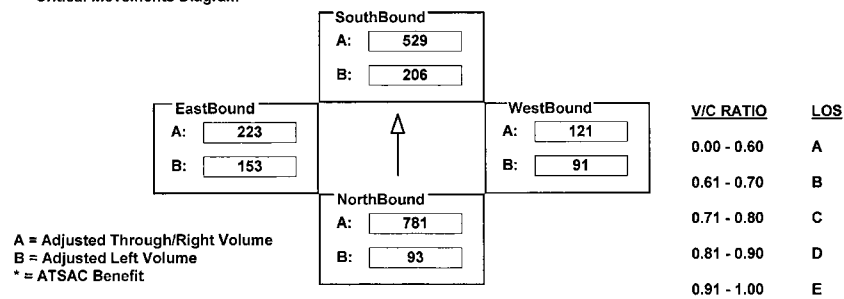 Critical Movements Diagram
SouthBound
A: 529
B: 206
EastBound
A: 223
B: 153
WestBound
A: 121
B: 91
NorthBound
A: 781
B: 93
A = Adjusted Through/Right Volume
B = Adjusted Left Volume
* = ATSAC Benefit
V/C RATIO LOS
0.00 - 0.60 A
0.61 - 0.70 B
0.71 - 0.80 C
0.81 - 0.90 D
0.91 - 1.00 E